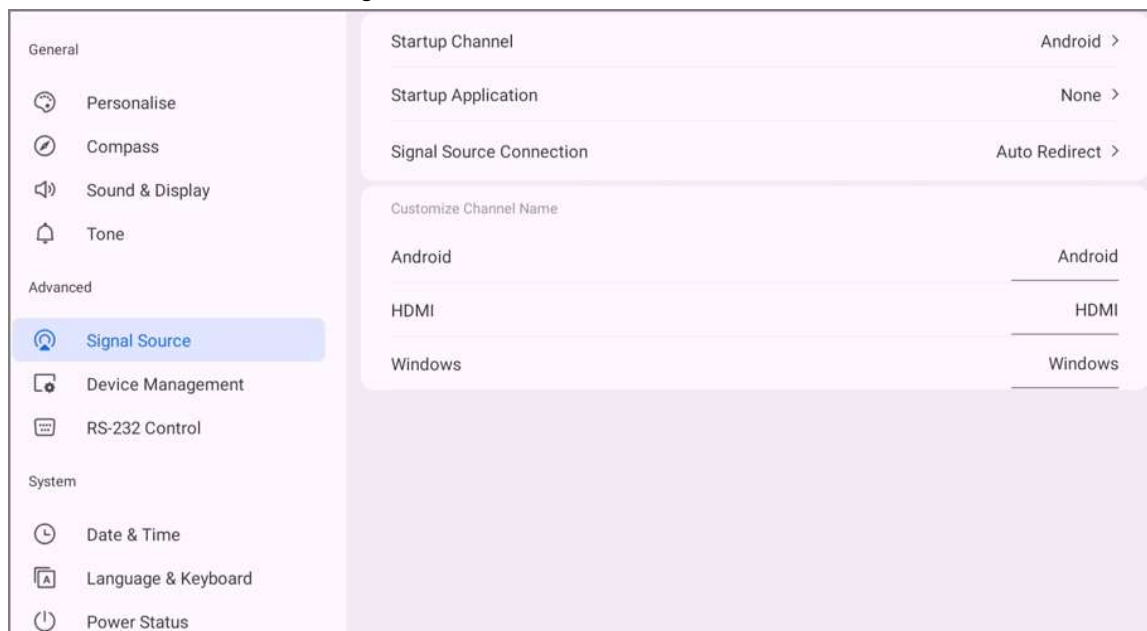 General
Personalise
Compass
Sound & Display
Tone
Advanced
Signal Source
Device Management
RS-232 Control
System
Date & Time
Language & Keyboard
Power Status
Startup Channel Android >
Startup Application None >
Signal Source Connection Auto Redirect >
Customize Channel Name
Android Android
HDMI HDMI
Windows Windows